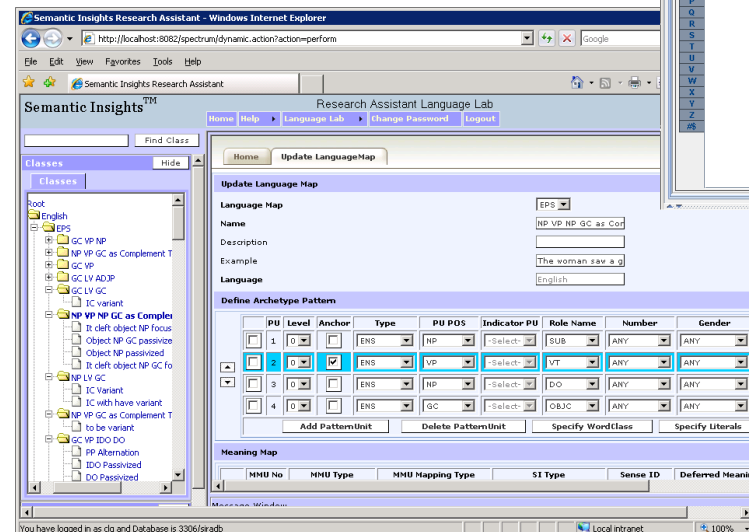 Semantic Insights Research Assistant - Windows Internet Explorer
http://localhost:8082/spectrum/dynamic.action?action=perform
Google
File Edit View Favorites Tools Help
Semantic Insights Research Assistant
Semantic Insights™
Research Assistant Language Lab
Home Help Language Lab Change Password Logout
Find Class
Classes Hide
Classes
Root
English
EPS
GC VP NP
NP VP GC as Complement T
GC VP
GC LV ADJP
GC LV GC
IC variant
NP VP NP GC as Complem
It cleft object NP focus
Object NP GC passivize
Object NP passivized
It cleft object NP GC fo
NP LV GC
IC Variant
IC with have variant
NP VP GC as Complement T
to be variant
GC VP IDO DO
PP Alternation
IDO Passivized
DO Passivized
Home Update LanguageMap
Update Language Map
Language Map EPS
Name NP VP NP GC as Con
Description
Example The woman saw a g
Language English
Define Archetype Pattern
PU Level Anchor Type PU POS Indicator PU Role Name Number Gender
1 0 ENS NP -Select- SUB ANY ANY
2 0 ENS VP -Select- VT ANY ANY
3 0 ENS NP -Select- DO ANY ANY
4 0 ENS GC -Select- OBJC ANY ANY
Add PatternUnit Delete PatternUnit Specify WordClass Specify Literals
Meaning Map
MMU No MMU Type MMU Mapping Type SI Type Sense ID Deferred Meanin
Message Window
You have logged in as clg and Database is 3306/siradb
Local intranet 100%
Q
R
S
T
U
V
W
X
Y
Z
#$